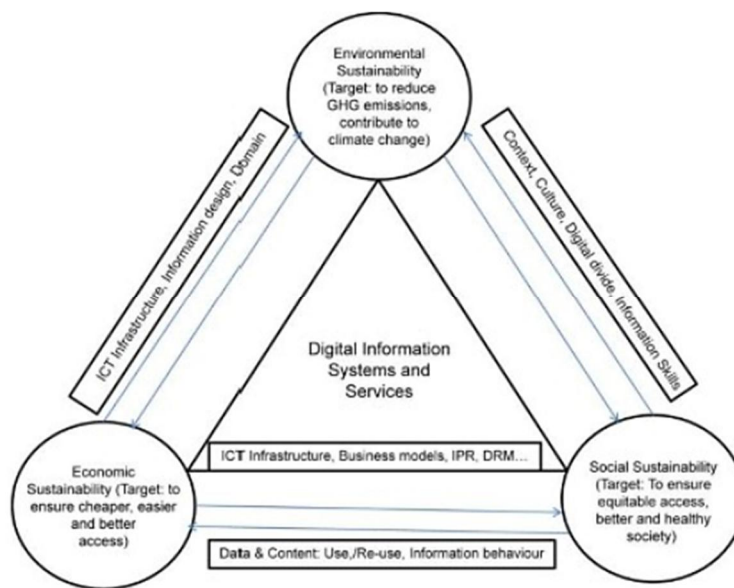 Environmental
Sustainability
(Target: to reduce
GHG emissions,
contribute to
climate change)
ICT Infrastructure, Information design, Domain
Context, Culture, Digital divide, Information Skills
Digital Information
Systems and
Services
ICT Infrastructure, Business models, IPR, DRM...
Economic
Sustainability (Target: to
ensure cheaper, easier
and better
access)
Social Sustainability
(Target: To ensure
equitable access,
better and healthy
society)
Data & Content: Use,/Re-use, Information behaviour